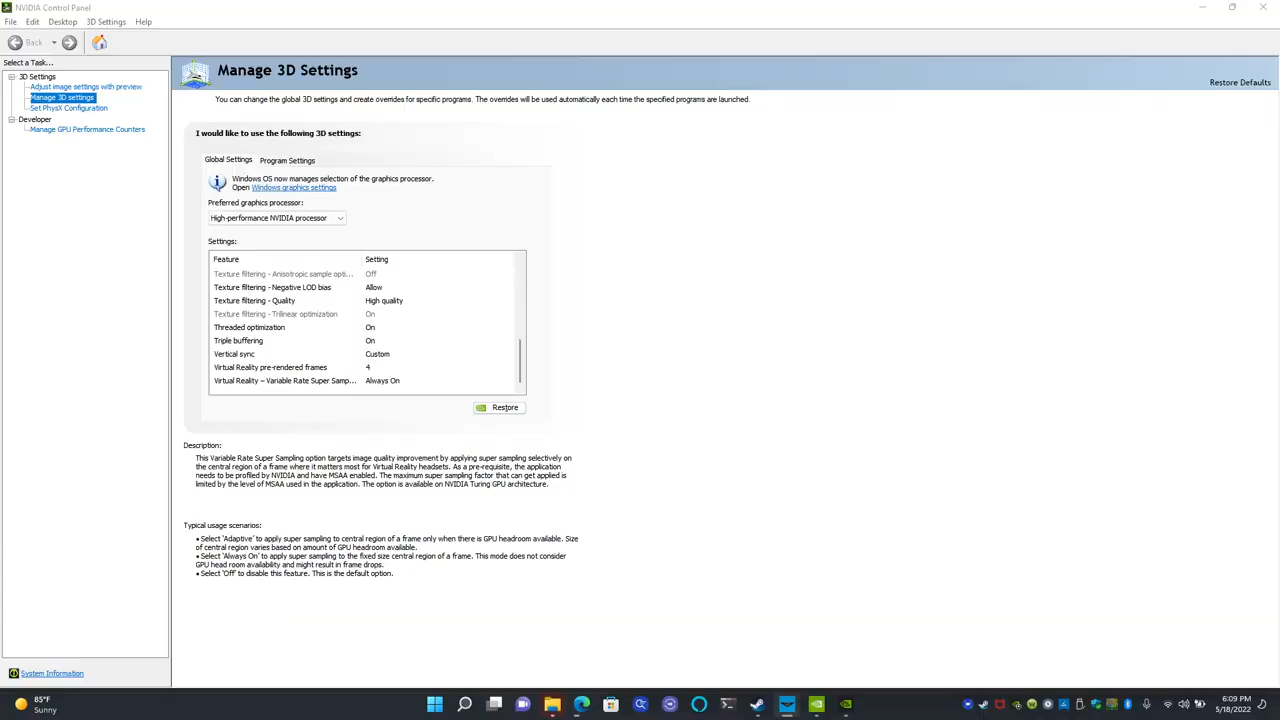 NVIDIA Control Panel
File Edit Desktop 3D Settings Help
Back
Select a Task...
3D Settings
Adjust image settings with preview
Manage 3D settings
Set PhysX Configuration
Developer
Manage GPU Performance Counters
System Information
Manage 3D Settings
Restore Defaults
You can change the global 3D settings and create overrides for specific programs. The overrides will be used automatically each time the specified programs are launched.
I would like to use the following 3D settings:
Global Settings Program Settings
Windows OS now manages selection of the graphics processor.
Open Windows graphics settings
Preferred graphics processor:
High-performance NVIDIA processor
Settings:
Feature Setting
Texture filtering - Anisotropic sample opti... Off
Texture filtering - Negative LOD bias Allow
Texture filtering - Quality High quality
Texture filtering - Trilinear optimization On
Threaded optimization On
Triple buffering On
Vertical sync Custom
Virtual Reality pre-rendered frames 4
Virtual Reality – Variable Rate Super Samp... Always On
Restore
Description:
This Variable Rate Super Sampling option targets image quality improvement by applying super sampling selectively on
the central region of a frame where it matters most for Virtual Reality headsets. As a pre-requisite, the application
needs to be profiled by NVIDIA and have MSAA enabled. The maximum super sampling factor that can get applied is
limited by the level of MSAA used in the application. The option is available on NVIDIA Turing GPU architecture.
Typical usage scenarios:
• Select 'Adaptive' to apply super sampling to central region of a frame only when there is GPU headroom available. Size
of central region varies based on amount of GPU headroom available.
• Select 'Always On' to apply super sampling to the fixed size central region of a frame. This mode does not consider
GPU head room availability and might result in frame drops.
• Select 'Off' to disable this feature. This is the default option.
85°F
Sunny
6:09 PM
5/18/2022